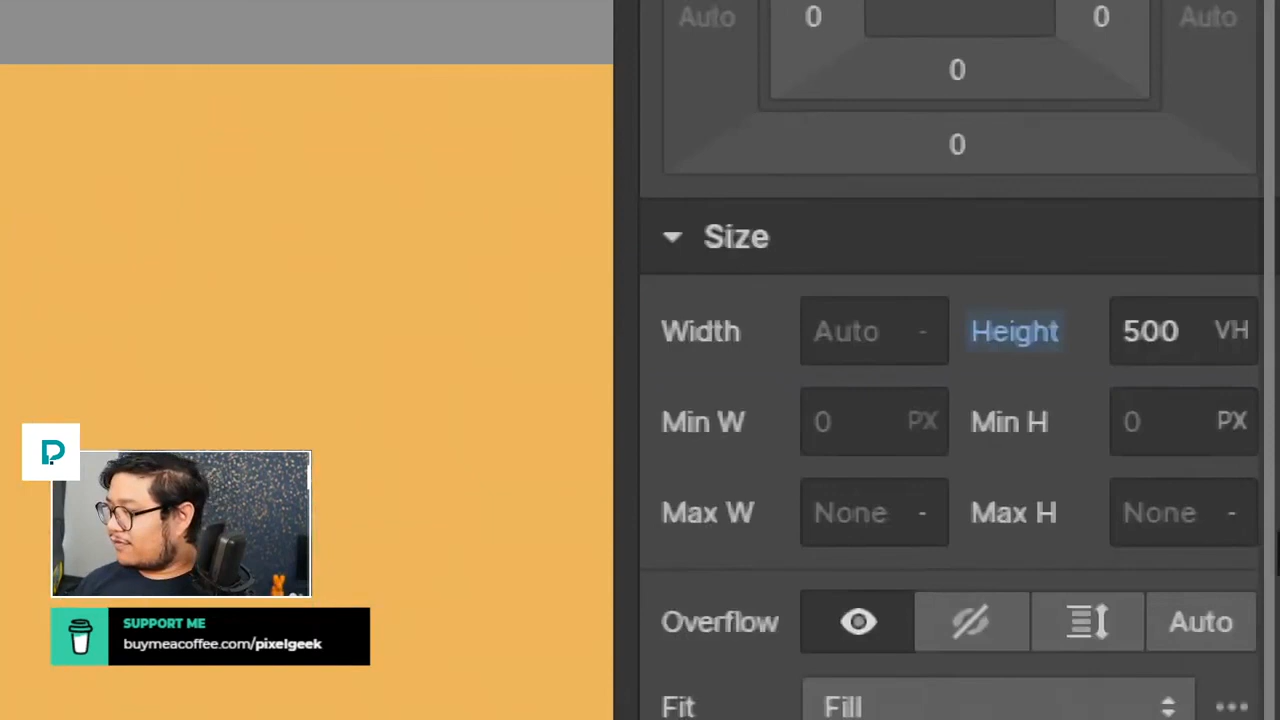 Auto 0 0 Auto
0
0
Size
Width Auto - Height 500 VH
Min W 0 PX Min H 0 PX
Max W None - Max H None -
Overflow Auto
Fit Fill
P
SUPPORT ME
buymeacoffee.com/pixelgeek